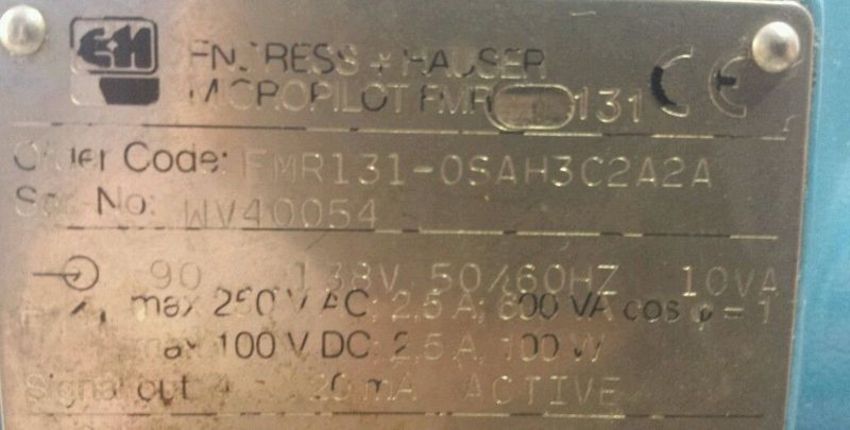 E+H ENDRESS + HAUSER
MICROPILOT FMR 131 CE
Order Code: FMR131-0SAH3C2A2A
Ser. No: WV40054
90 138V 50/60HZ 10VA
max 250 V AC; 2,5 A; 600 VA cos φ = 1
max 100 V DC; 2,5 A, 100 W
Signal out 4 ... 20 mA ACTIVE